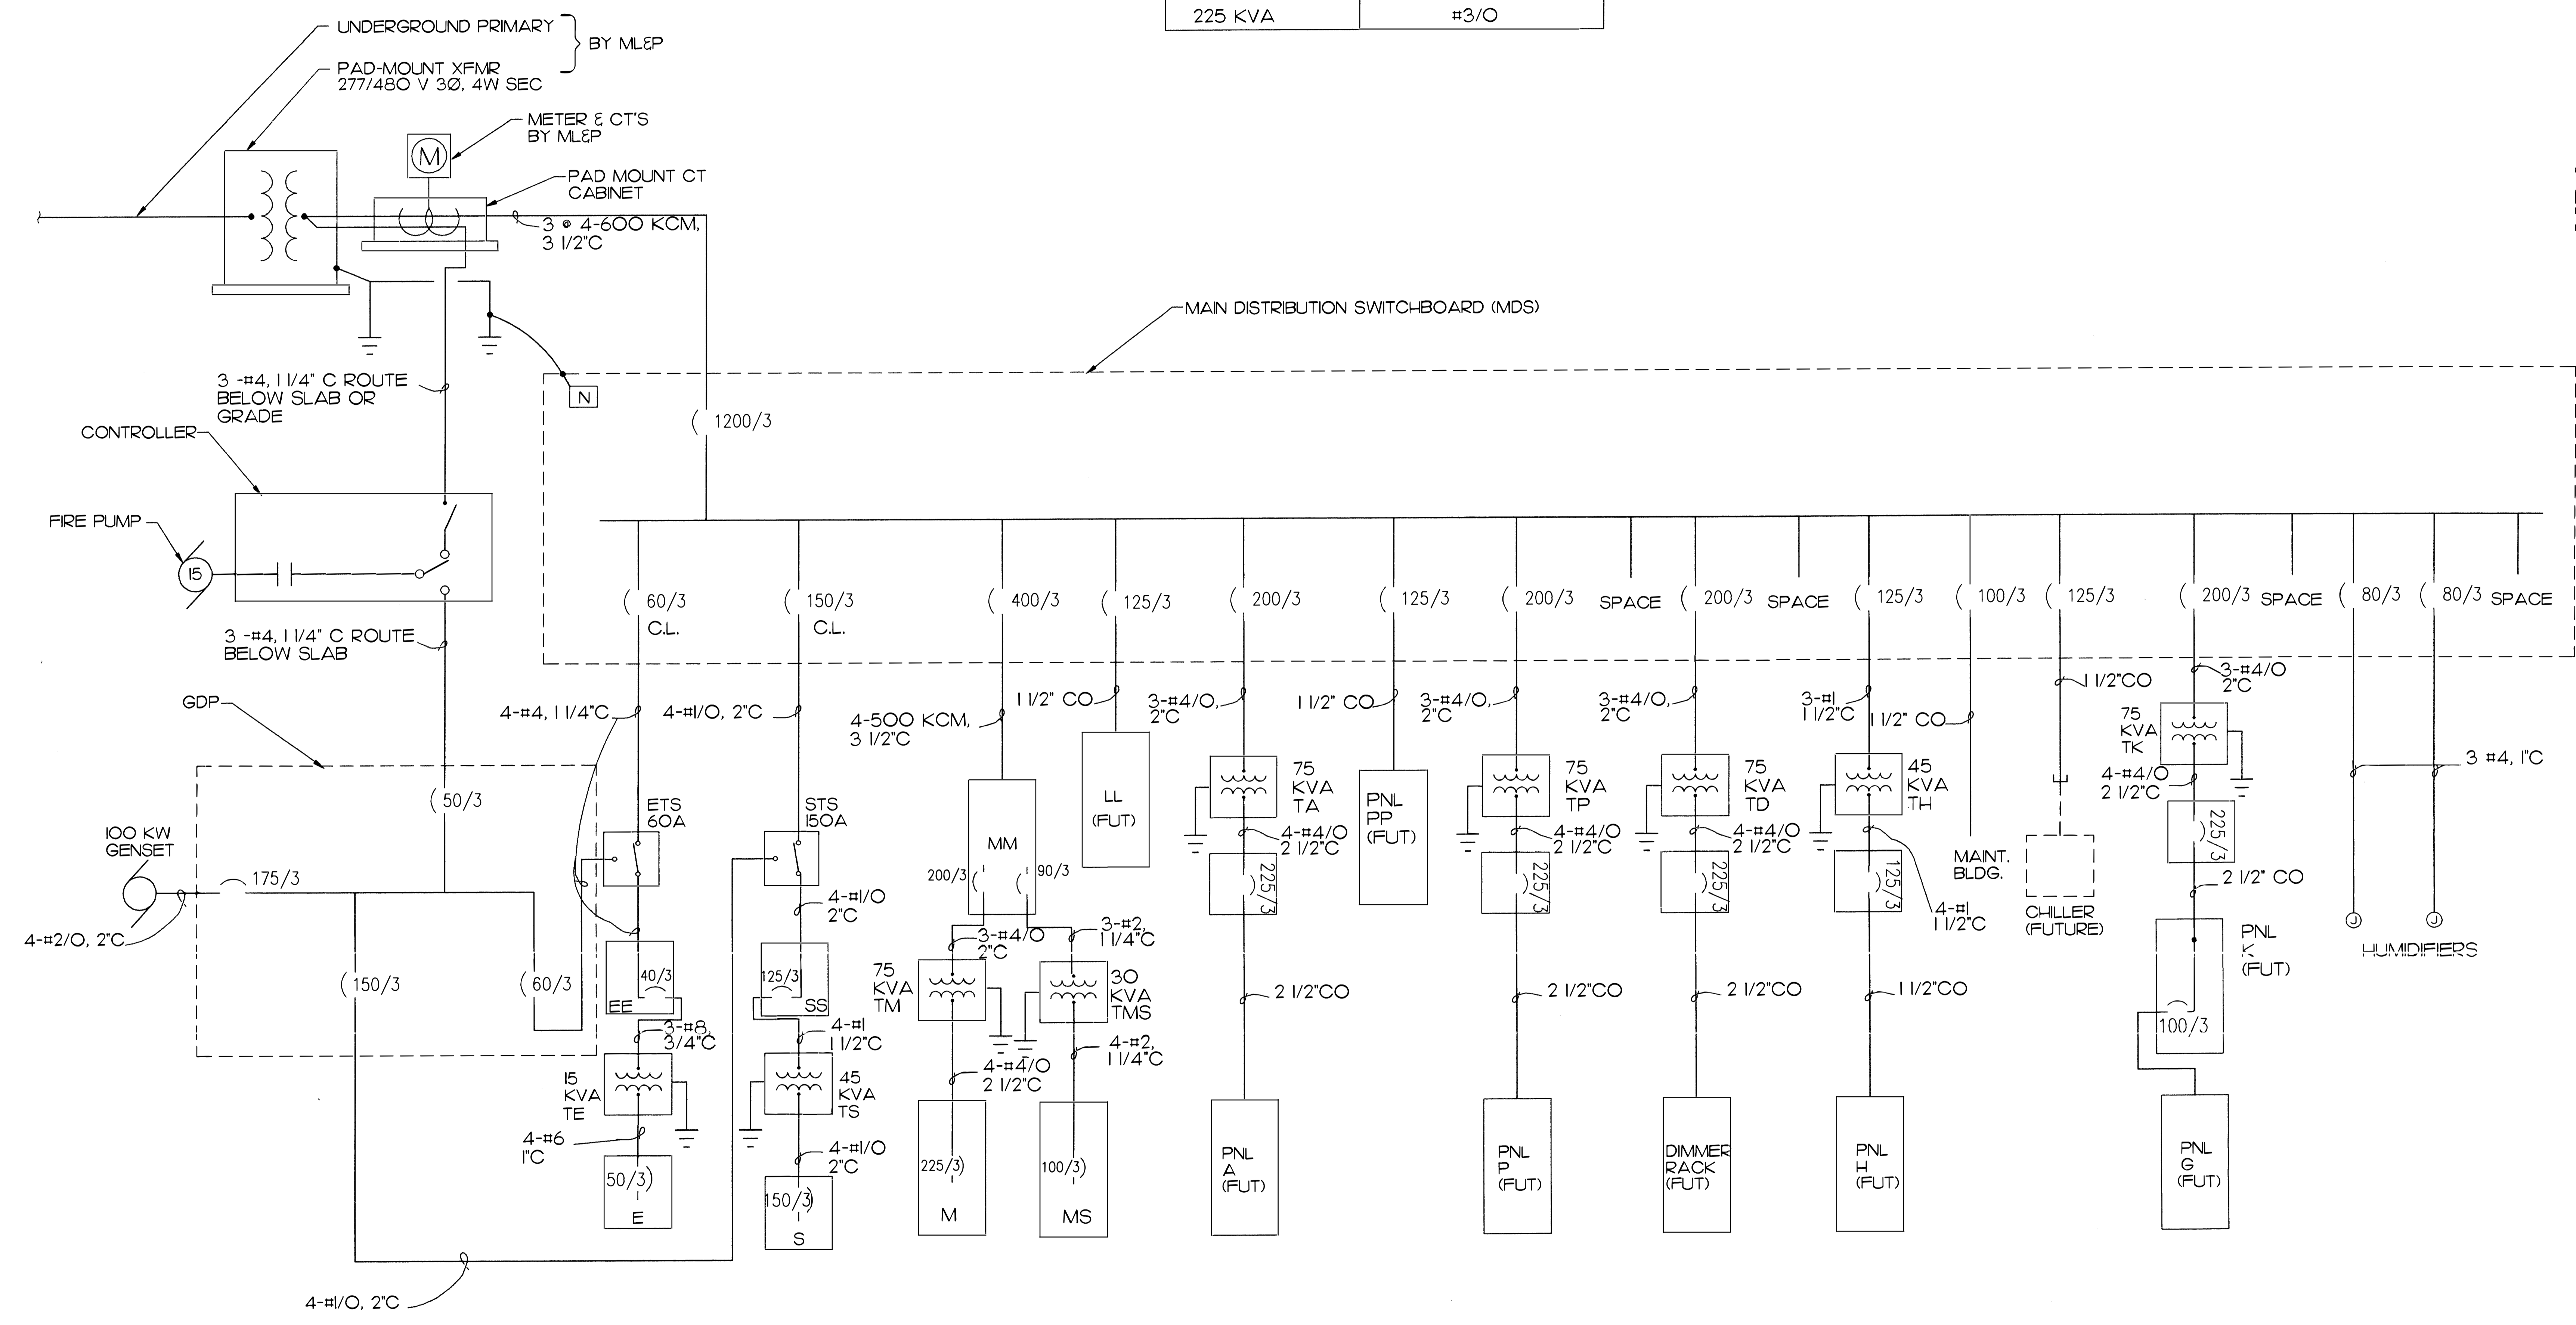 225 KVA
#3/0
UNDERGROUND PRIMARY
BY ML&P
PAD-MOUNT XFMR
277/480 V 3Ø, 4W SEC
METER & CT'S
BY ML&P
M
PAD MOUNT CT
CABINET
3 @ 4-600 KCM,
3 1/2"C
MAIN DISTRIBUTION SWITCHBOARD (MDS)
3 -#4, 1 1/4" C ROUTE
BELOW SLAB OR
GRADE
N
1200/3
CONTROLLER
FIRE PUMP
15
60/3
C.L.
150/3
C.L.
400/3
125/3
200/3
125/3
200/3
SPACE
200/3
SPACE
125/3
100/3
125/3
200/3
SPACE
80/3
80/3
SPACE
3 -#4, 1 1/4" C ROUTE
BELOW SLAB
GDP
4-#4, 1 1/4"C
4-#1/0, 2"C
4-500 KCM,
3 1/2"C
1 1/2" CO
3-#4/0,
2"C
1 1/2" CO
3-#4/0,
2"C
3-#4/0,
2"C
3-#1
1 1/2"C
1 1/2" CO
1 1/2"CO
3-#4/0
2"C
75
KVA
TK
4-#4/0
2 1/2"C
3 #4, 1"C
50/3
ETS
60A
STS
150A
MM
200/3
90/3
LL
(FUT)
75
KVA
TA
4-#4/0
2 1/2"C
225/3
PNL
PP
(FUT)
75
KVA
TP
4-#4/0
2 1/2"C
225/3
75
KVA
TD
4-#4/0
2 1/2"C
225/3
45
KVA
TH
125/3
4-#1
1 1/2"C
MAINT.
BLDG.
CHILLER
(FUTURE)
225/3
2 1/2" CO
PNL
K
(FUT)
100/3
J
J
HUMIDIFIERS
100 KW
GENSET
175/3
4-#2/0, 2"C
150/3
60/3
4-#1/0
2"C
40/3
EE
125/3
SS
3-#8,
3/4"C
4-#1
1 1/2"C
3-#4/0
2"C
75
KVA
TM
3-#2,
1 1/4"C
30
KVA
TMS
2 1/2"CO
2 1/2"CO
2 1/2"CO
1 1/2"CO
15
KVA
TE
45
KVA
TS
4-#4/0
2 1/2"C
4-#2,
1 1/4"C
4-#6
1"C
4-#1/0
2"C
50/3
E
150/3
S
225/3
M
100/3
MS
PNL
A
(FUT)
PNL
P
(FUT)
DIMMER
RACK
(FUT)
PNL
H
(FUT)
PNL
G
(FUT)
4-#1/0, 2"C